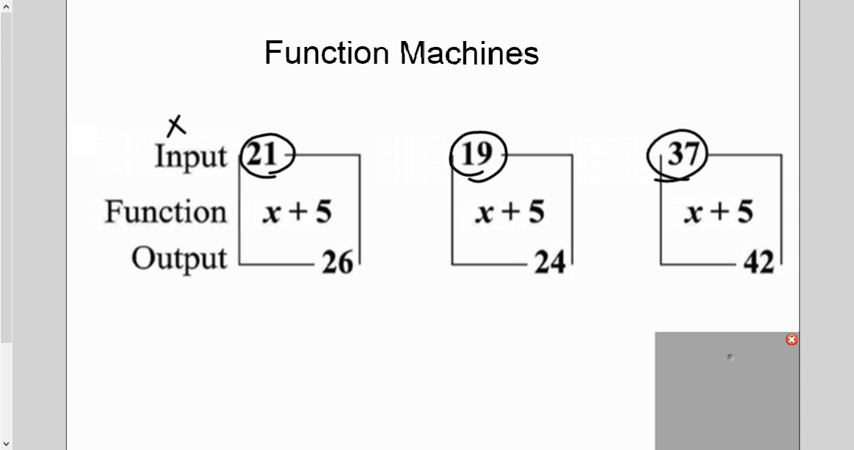 Function Machines
x
Input 21 19 37
Function x + 5 x + 5 x + 5
Output 26 24 42